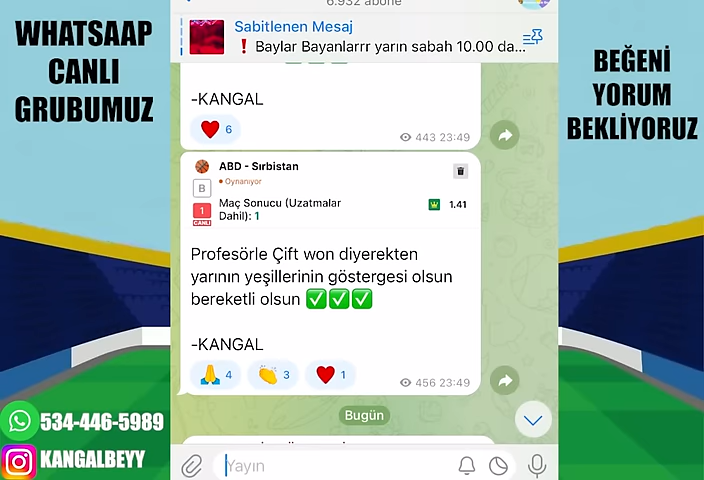 WHATSAAP
CANLI
GRUBUMUZ
6.932 abone
Sabitlenen Mesaj
❗ Baylar Bayanlarrr yarın sabah 10.00 da...
-KANGAL
❤️ 6
443 23:49
ABD - Sırbistan
B
• Oynanıyor
1
CANLI
Maç Sonucu (Uzatmalar
Dahil): 1
1.41
Profesörle Çift won diyerekten
yarının yeşillerinin göstergesi olsun
bereketli olsun ✅✅✅
-KANGAL
🙏 4 👏 3 ❤️ 1
456 23:49
Bugün
Yayın
BEĞENİ
YORUM
BEKLİYORUZ
534-446-5989
KANGALBEYY